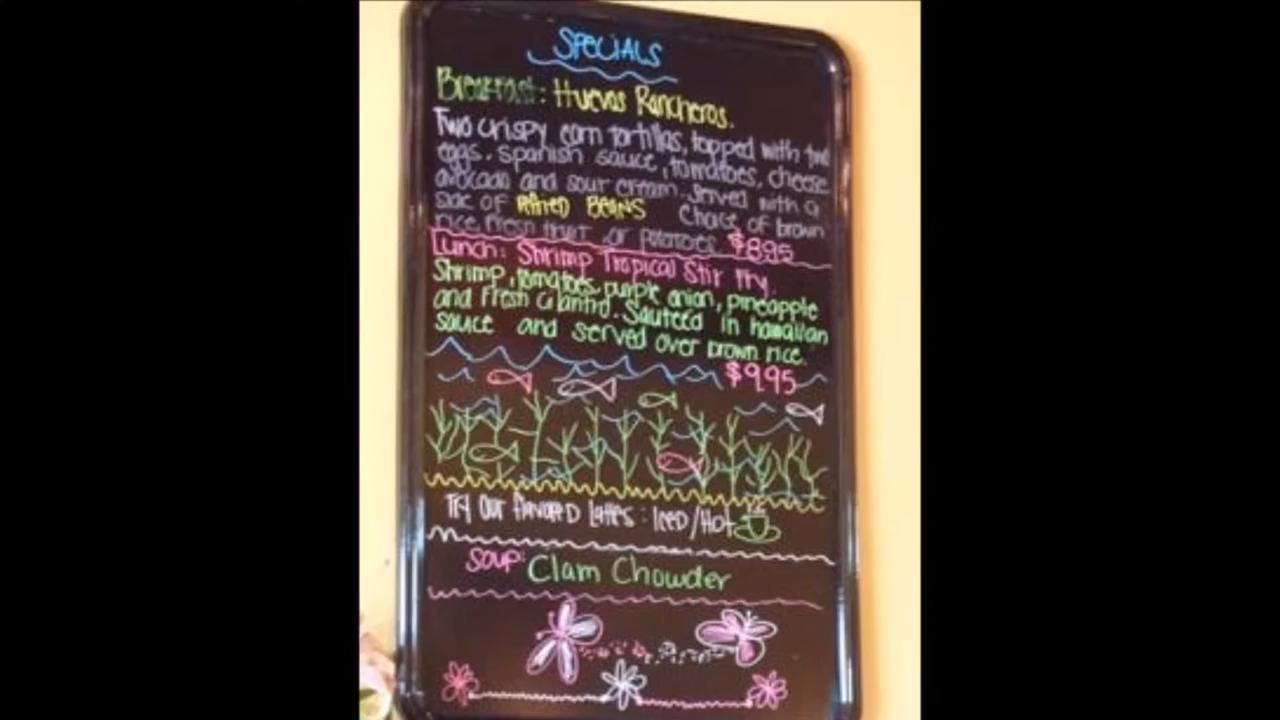 SPECIALS
Breakfast: Huevos Rancheros.
Two crispy corn tortillas, topped with two
eggs, spanish sauce, tomatoes, cheese
avocado and sour cream. Served with a
side of REFRIED BEANS Choice of brown
rice, fresh fruit, or potatoes $8.95
Lunch: Shrimp Tropical Stir Fry.
Shrimp, tomatoes, purple onion, pineapple
and Fresh Cilantro. Sauteed in hawaiian
sauce and served over brown rice.
$9.95
Try Our Flavored Lattes: Iced/Hot
Soup: Clam Chowder